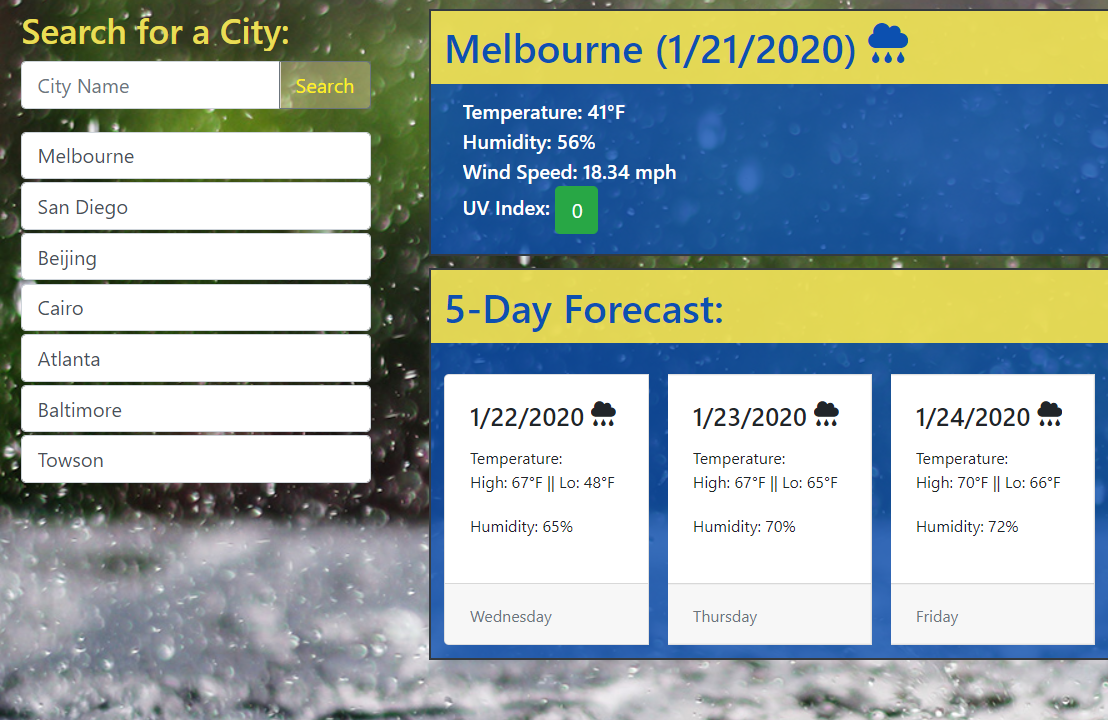 Search for a City:
City Name
Search
Melbourne
San Diego
Beijing
Cairo
Atlanta
Baltimore
Towson
Melbourne (1/21/2020)
Temperature: 41°F
Humidity: 56%
Wind Speed: 18.34 mph
UV Index: 0
5-Day Forecast:
1/22/2020
Temperature:
High: 67°F || Lo: 48°F
Humidity: 65%
Wednesday
1/23/2020
Temperature:
High: 67°F || Lo: 65°F
Humidity: 70%
Thursday
1/24/2020
Temperature:
High: 70°F || Lo: 66°F
Humidity: 72%
Friday